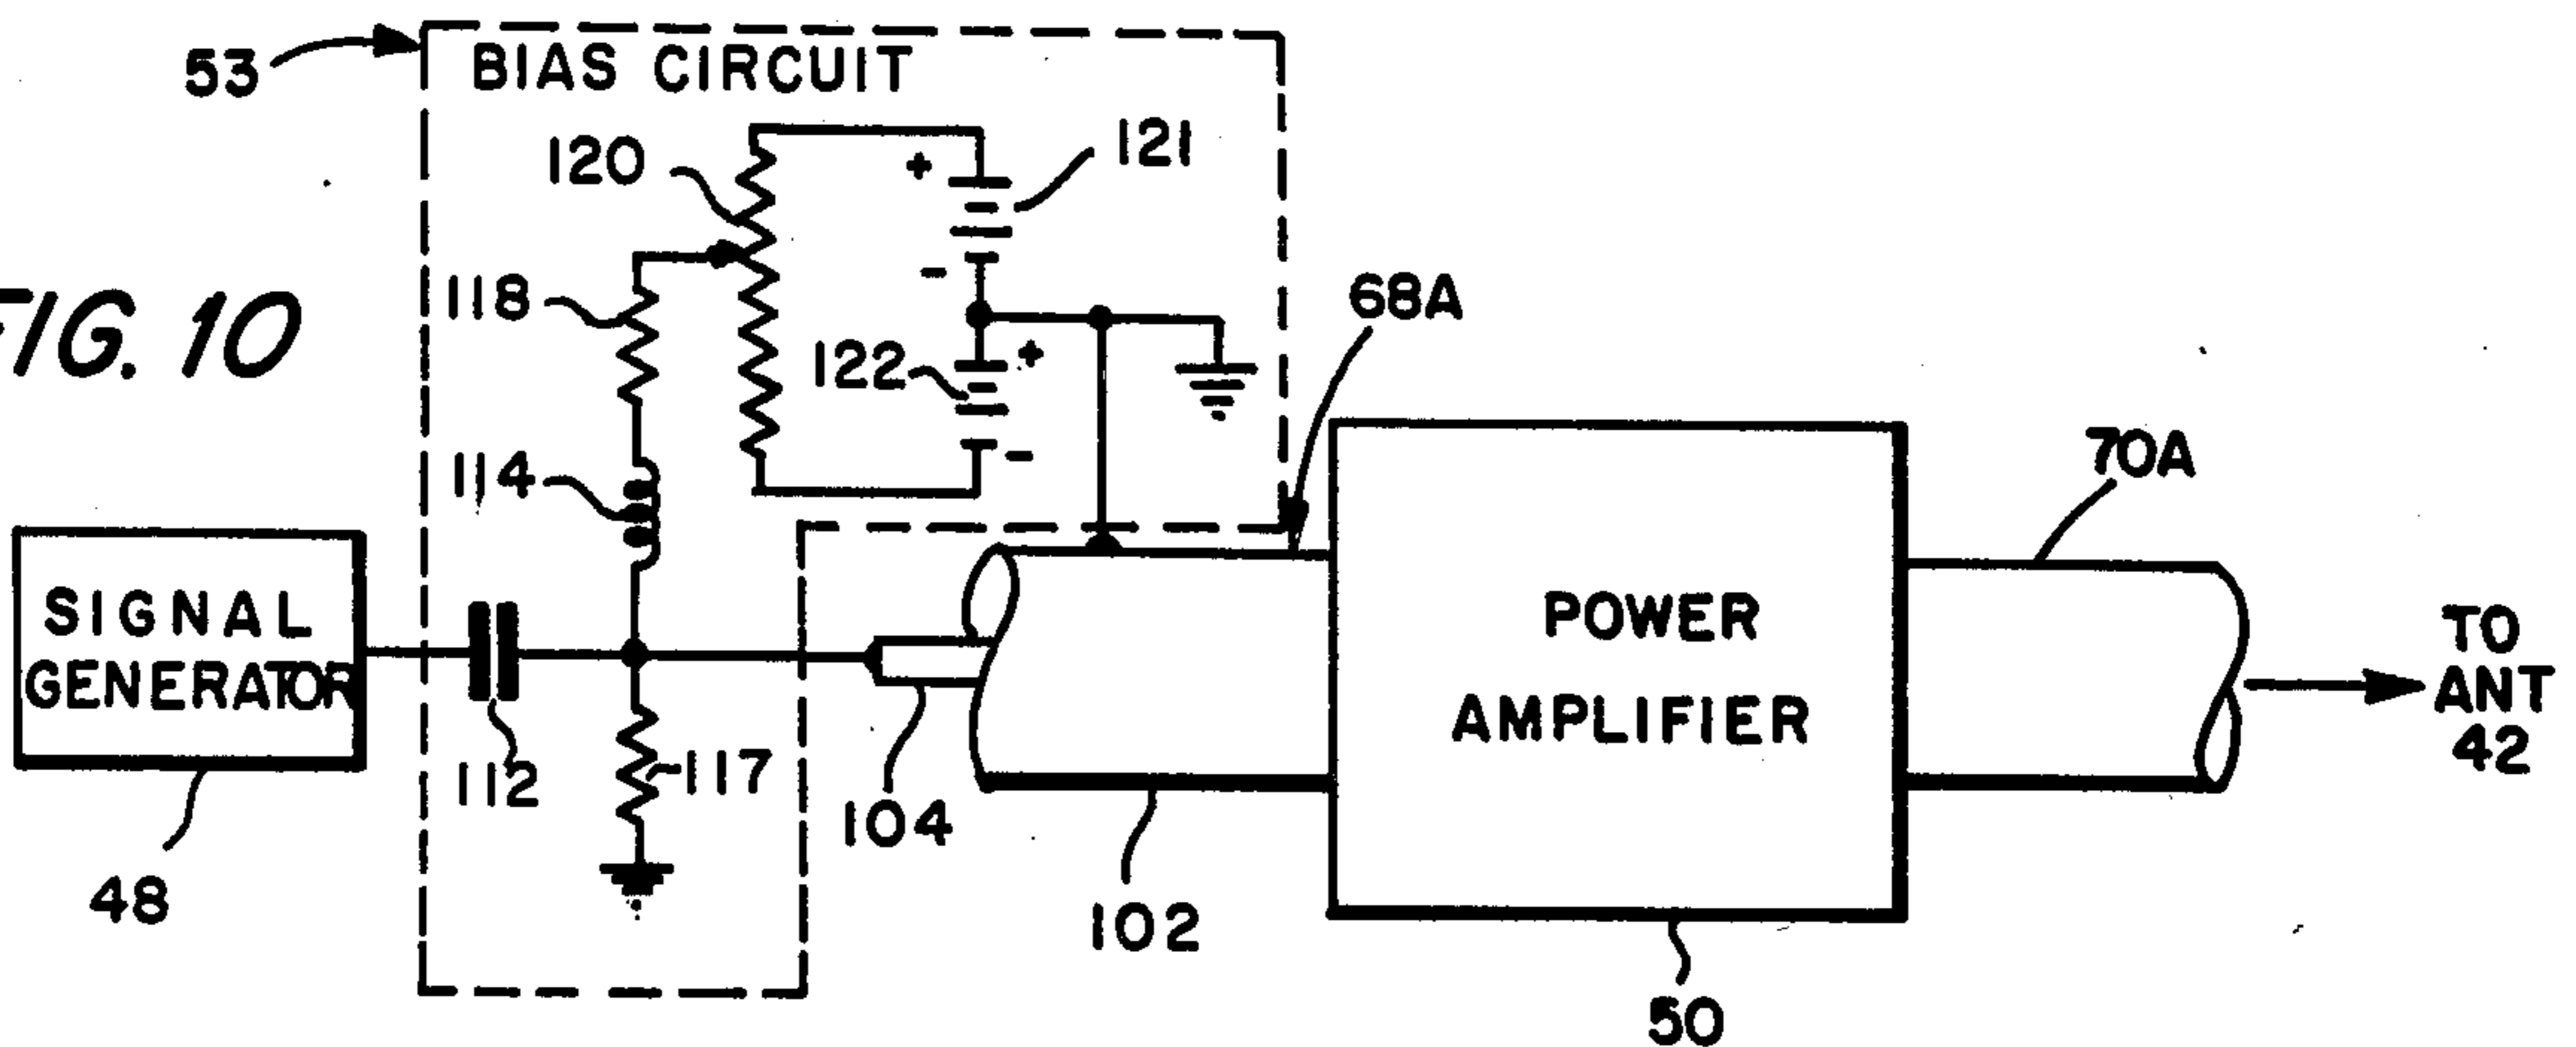 53
BIAS CIRCUIT
120
+
121
-
118
68A
FIG. 10
122
+
-
114
70A
SIGNAL
GENERATOR
POWER
AMPLIFIER
TO
ANT
42
112
117
104
48
102
50